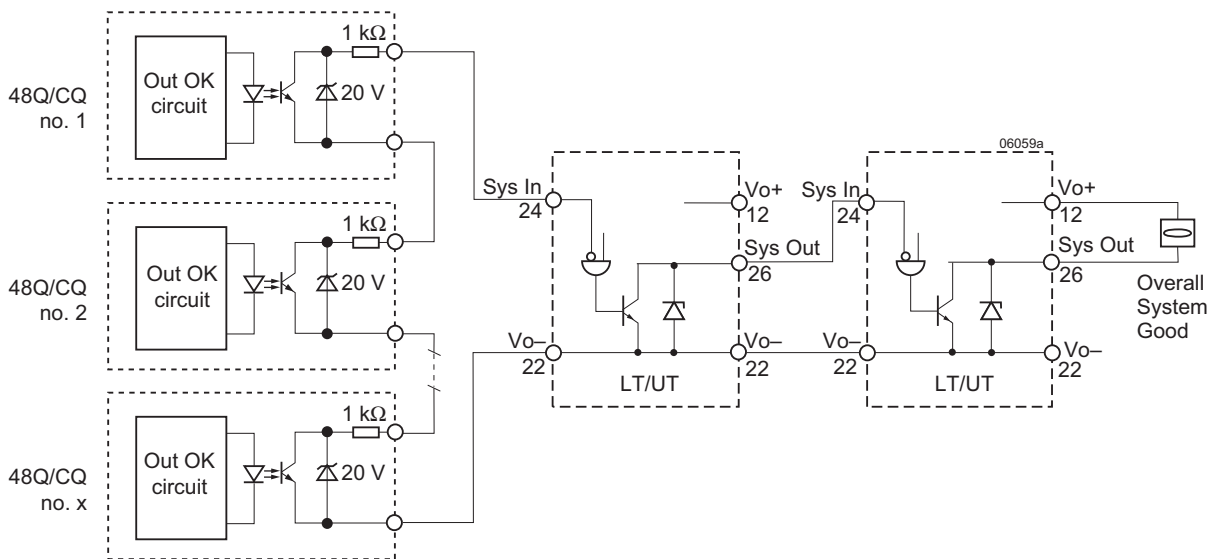 48Q/CQ
no. 1
Out OK
circuit
1 kΩ
20 V
48Q/CQ
no. 2
Out OK
circuit
1 kΩ
20 V
48Q/CQ
no. x
Out OK
circuit
1 kΩ
20 V
Sys In
24
Vo+
12
Sys Out
26
Vo–
22
Vo–
22
LT/UT
06059a
Sys In
24
Vo+
12
Sys Out
26
Vo–
22
Vo–
22
LT/UT
Overall
System
Good